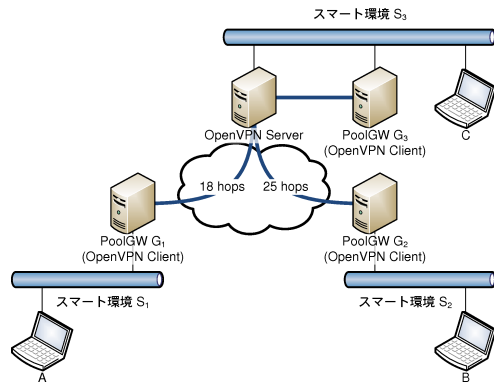 スマート環境 S3
OpenVPN Server
PoolGW G3
(OpenVPN Client)
C
18 hops
25 hops
PoolGW G1
(OpenVPN Client)
PoolGW G2
(OpenVPN Client)
スマート環境 S1
スマート環境 S2
A
B